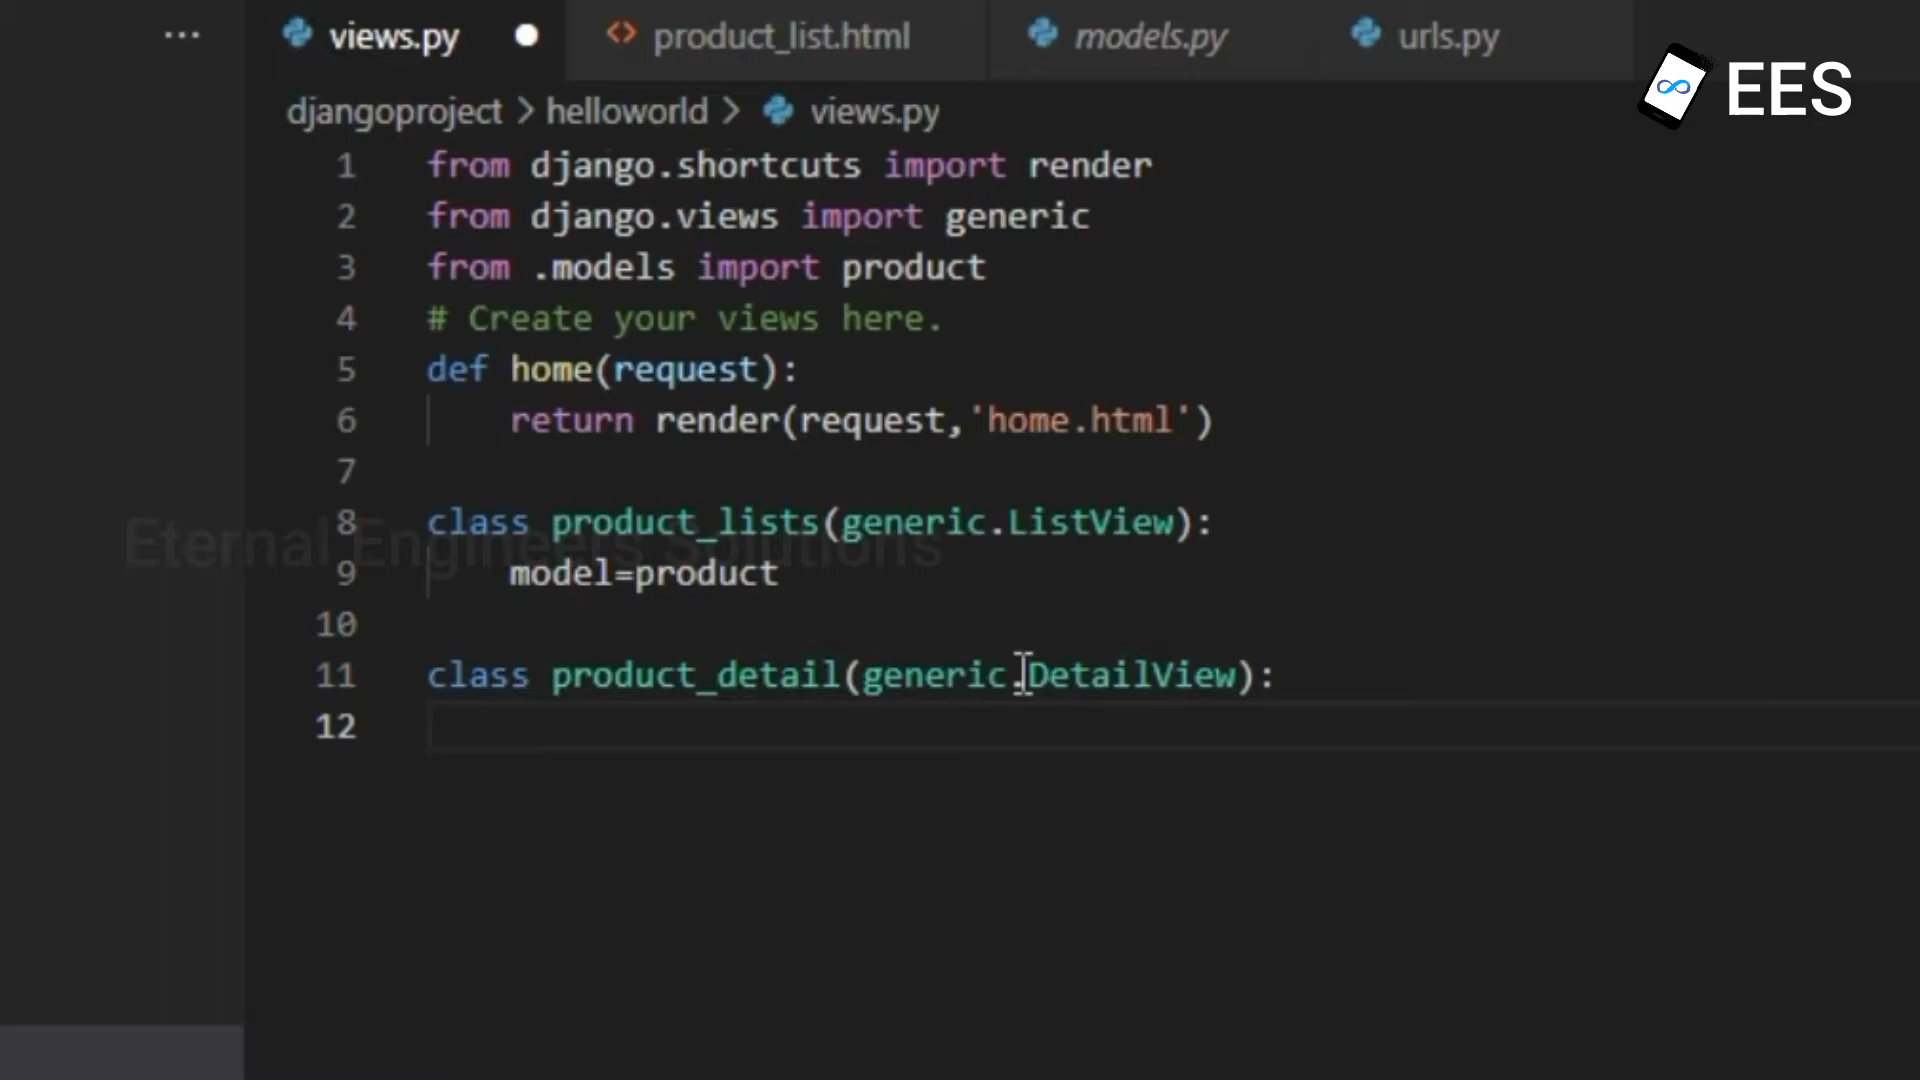 ... views.py product_list.html models.py urls.py
EES
djangoproject > helloworld > views.py
1 from django.shortcuts import render
2 from django.views import generic
3 from .models import product
4 # Create your views here.
5 def home(request):
6     return render(request,'home.html')
7
8 class product_lists(generic.ListView):
Eternal Engineers Solutions
9     model=product
10
11 class product_detail(generic.DetailView):
12